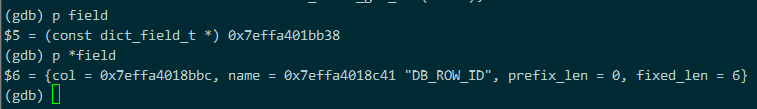 (gdb) p field
$5 = (const dict_field_t *) 0x7effa401bb38
(gdb) p *field
$6 = {col = 0x7effa4018bbc, name = 0x7effa4018c41 "DB_ROW_ID", prefix_len = 0, fixed_len = 6}
(gdb)